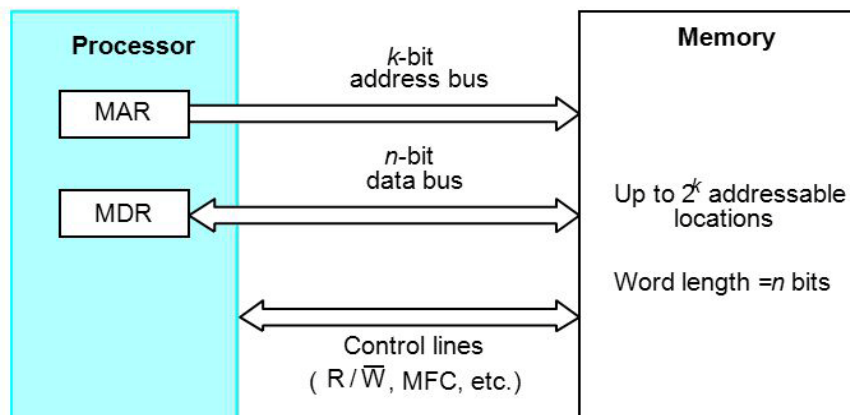 Processor
MAR
MDR
k-bit
address bus
n-bit
data bus
Control lines
( R / W̅, MFC, etc.)
Memory
Up to 2ᵏ addressable
locations
Word length =n bits